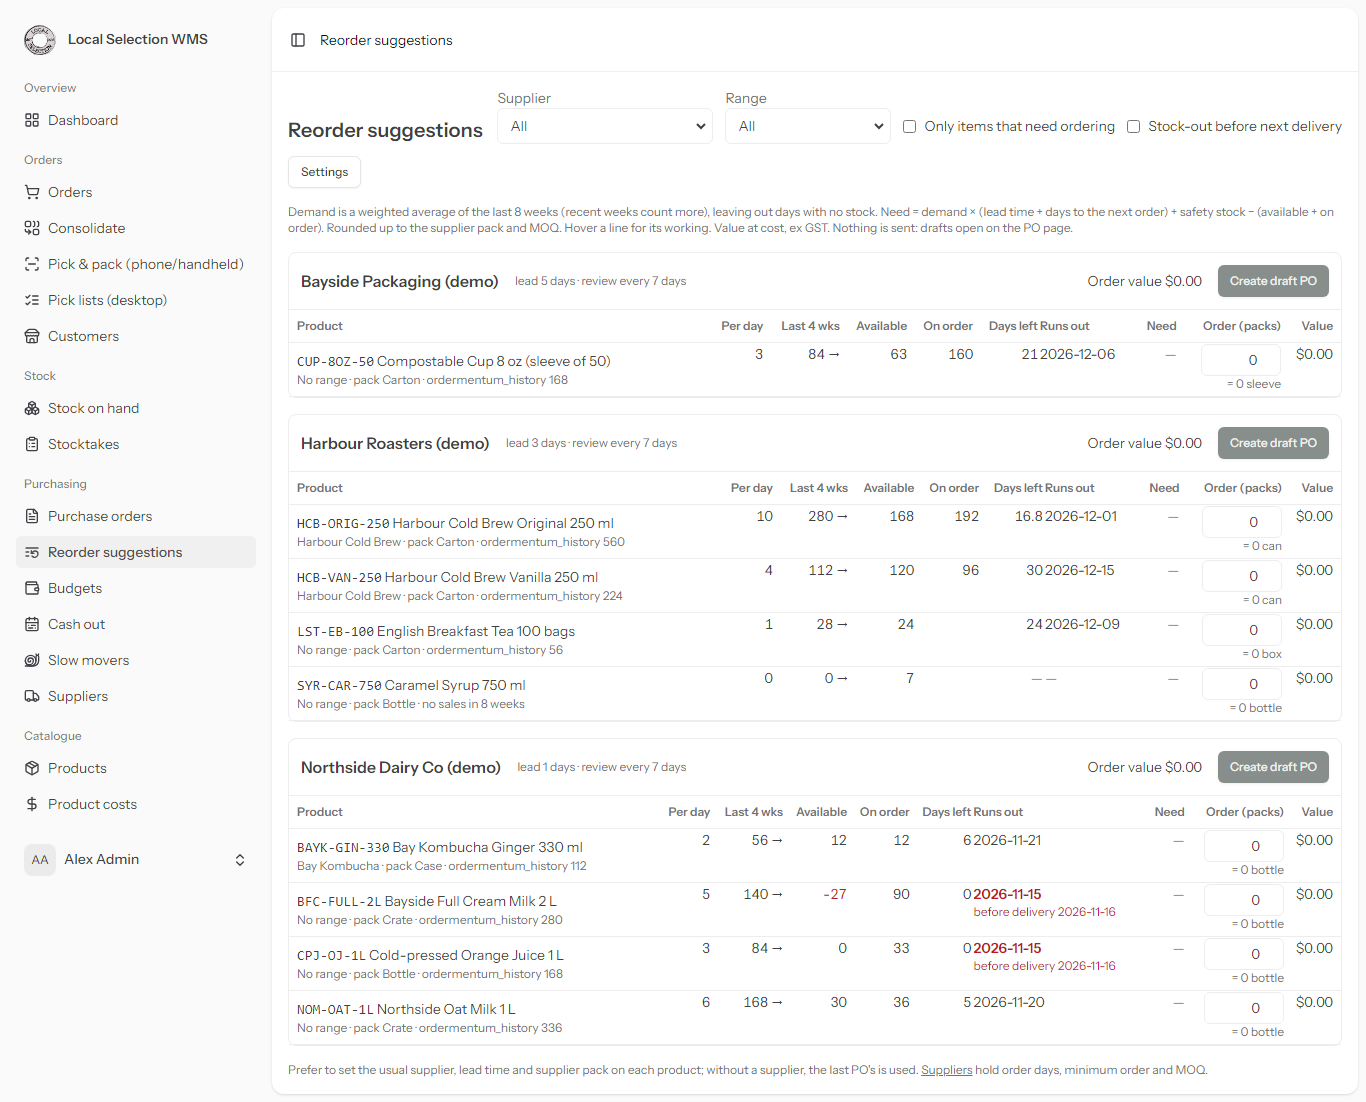 Local Selection WMS
Overview
Dashboard
Orders
Orders
Consolidate
Pick & pack (phone/handheld)
Pick lists (desktop)
Customers
Stock
Stock on hand
Stocktakes
Purchasing
Purchase orders
Reorder suggestions
Budgets
Cash out
Slow movers
Suppliers
Catalogue
Products
Product costs
AA Alex Admin
Reorder suggestions
Reorder suggestions
Supplier
All
Range
All
Only items that need ordering
Stock-out before next delivery
Settings
Demand is a weighted average of the last 8 weeks (recent weeks count more), leaving out days with no stock. Need = demand × (lead time + days to the next order) + safety stock − (available + on
order). Rounded up to the supplier pack and MOQ. Hover a line for its working. Value at cost, ex GST. Nothing is sent: drafts open on the PO page.
Bayside Packaging (demo) lead 5 days · review every 7 days Order value $0.00 Create draft PO
Product Per day Last 4 wks Available On order Days left Runs out Need Order (packs) Value
CUP-8OZ-50 Compostable Cup 8 oz (sleeve of 50) 3 84 → 63 160 21 2026-12-06 — 0 $0.00
No range · pack Carton · ordermentum_history 168 = 0 sleeve
Harbour Roasters (demo) lead 3 days · review every 7 days Order value $0.00 Create draft PO
Product Per day Last 4 wks Available On order Days left Runs out Need Order (packs) Value
HCB-ORIG-250 Harbour Cold Brew Original 250 ml 10 280 → 168 192 16.8 2026-12-01 — 0 $0.00
Harbour Cold Brew · pack Carton · ordermentum_history 560 = 0 can
HCB-VAN-250 Harbour Cold Brew Vanilla 250 ml 4 112 → 120 96 30 2026-12-15 — 0 $0.00
Harbour Cold Brew · pack Carton · ordermentum_history 224 = 0 can
LST-EB-100 English Breakfast Tea 100 bags 1 28 → 24 24 2026-12-09 — 0 $0.00
No range · pack Carton · ordermentum_history 56 = 0 box
SYR-CAR-750 Caramel Syrup 750 ml 0 0 → 7 — — — 0 $0.00
No range · pack Bottle · no sales in 8 weeks = 0 bottle
Northside Dairy Co (demo) lead 1 days · review every 7 days Order value $0.00 Create draft PO
Product Per day Last 4 wks Available On order Days left Runs out Need Order (packs) Value
BAYK-GIN-330 Bay Kombucha Ginger 330 ml 2 56 → 12 12 6 2026-11-21 — 0 $0.00
Bay Kombucha · pack Case · ordermentum_history 112 = 0 bottle
BFC-FULL-2L Bayside Full Cream Milk 2 L 5 140 → -27 90 0 2026-11-15 — 0 $0.00
No range · pack Crate · ordermentum_history 280 before delivery 2026-11-16 = 0 bottle
CPJ-OJ-1L Cold-pressed Orange Juice 1 L 3 84 → 0 33 0 2026-11-15 — 0 $0.00
No range · pack Bottle · ordermentum_history 168 before delivery 2026-11-16 = 0 bottle
NOM-OAT-1L Northside Oat Milk 1 L 6 168 → 30 36 5 2026-11-20 — 0 $0.00
No range · pack Crate · ordermentum_history 336 = 0 bottle
Prefer to set the usual supplier, lead time and supplier pack on each product; without a supplier, the last PO's is used. Suppliers hold order days, minimum order and MOQ.